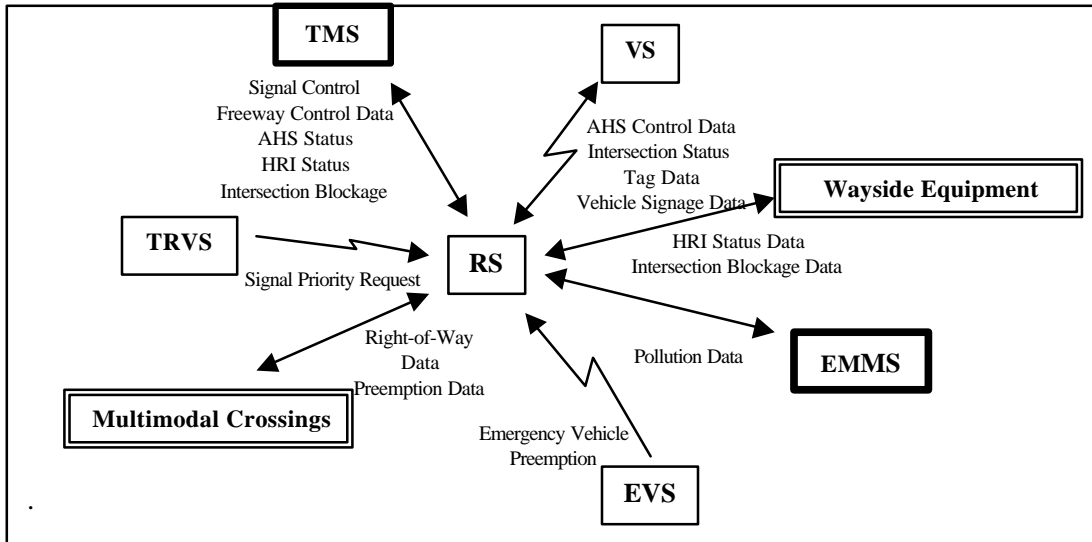 TMS
VS
Signal Control
Freeway Control Data
AHS Status
HRI Status
Intersection Blockage
AHS Control Data
Intersection Status
Tag Data
Vehicle Signage Data
Wayside Equipment
TRVS
RS
Signal Priority Request
HRI Status Data
Intersection Blockage Data
Right-of-Way
Data
Preemption Data
Pollution Data
EMMS
Multimodal Crossings
Emergency Vehicle
Preemption
EVS
.